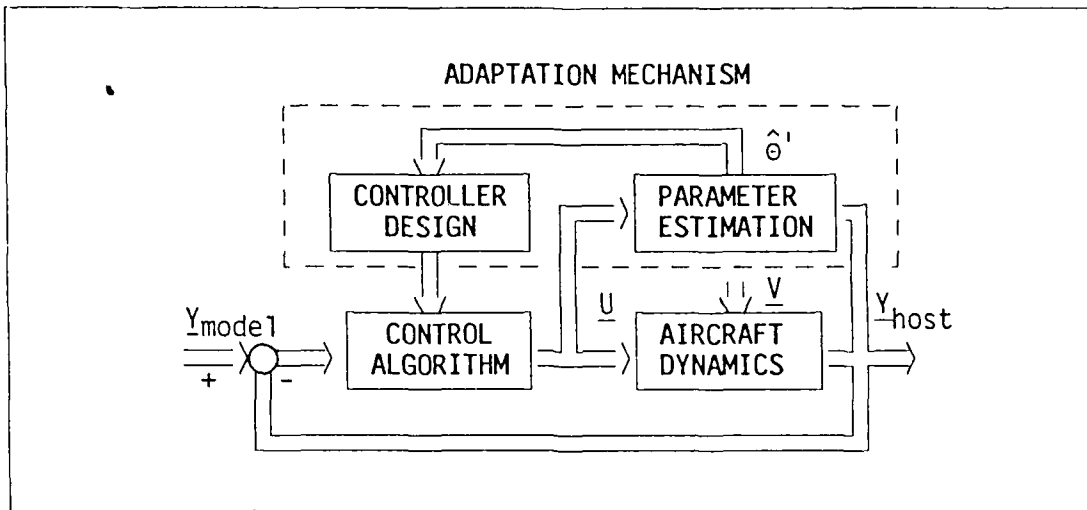 ADAPTATION MECHANISM
Θ̂'
CONTROLLER
DESIGN
PARAMETER
ESTIMATION
Y model
+
-
CONTROL
ALGORITHM
U
V
AIRCRAFT
DYNAMICS
Y host